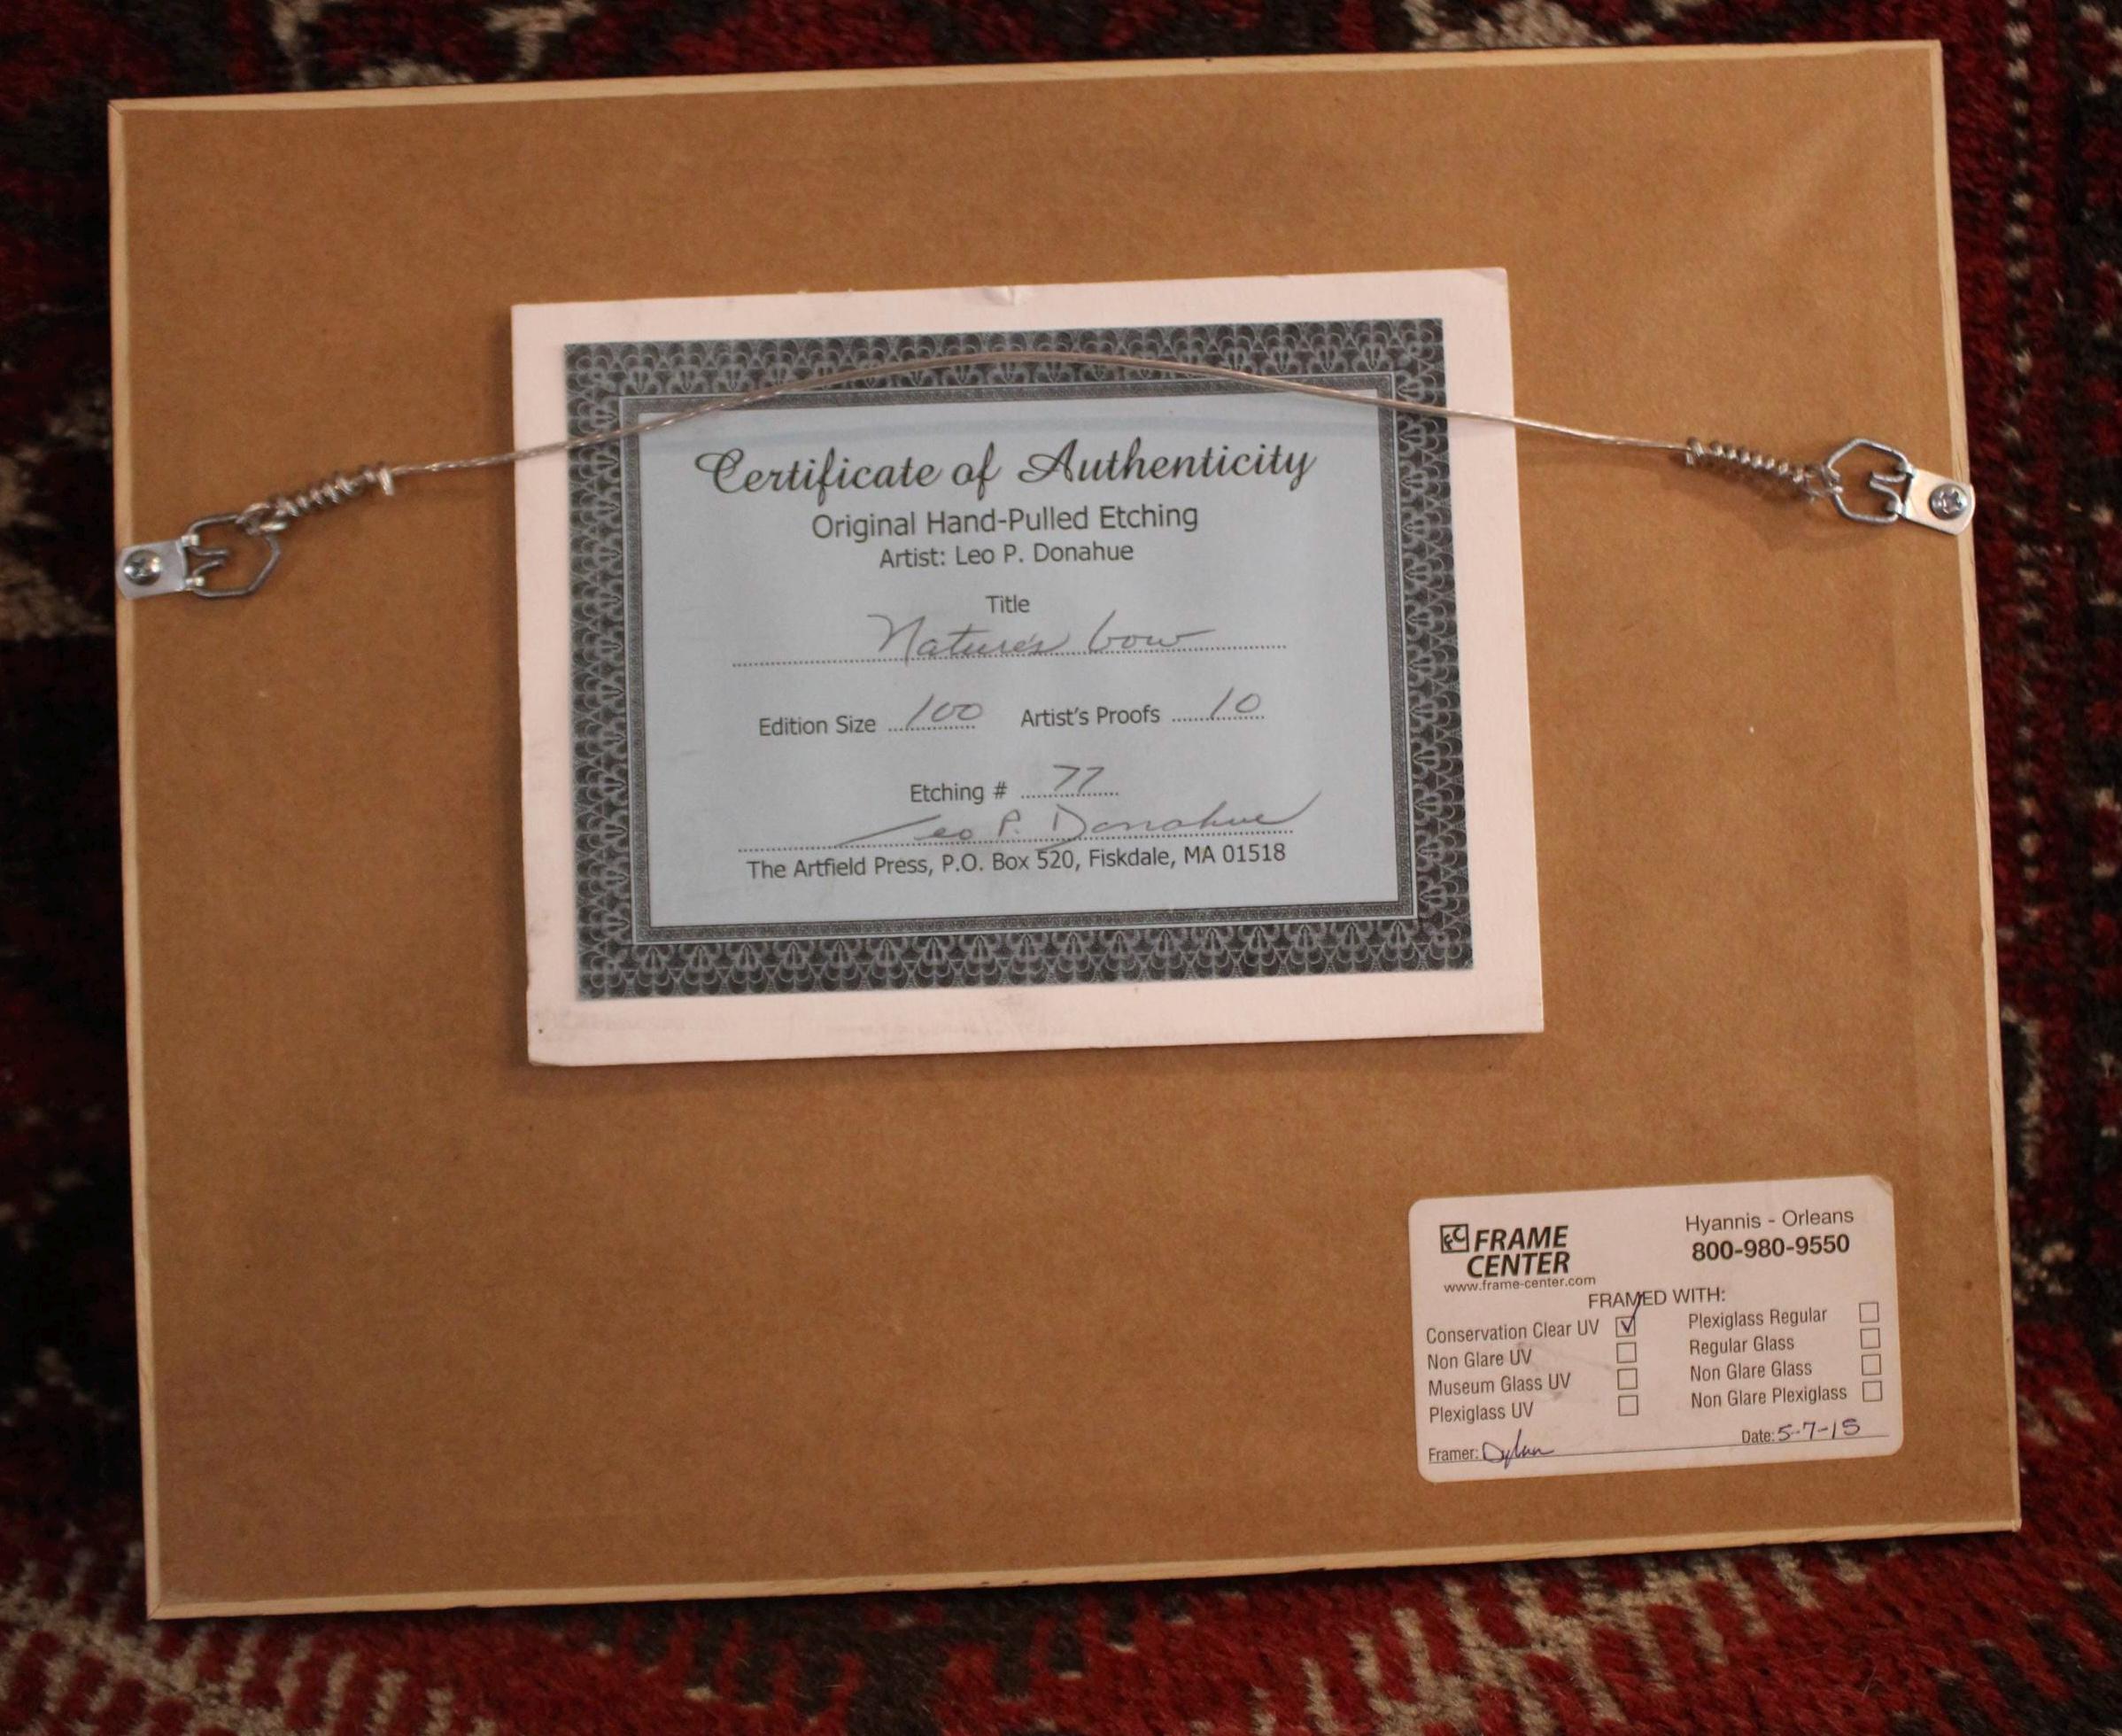 Certificate of Authenticity
Original Hand-Pulled Etching
Artist: Leo P. Donahue
Title
Nature's bow
Edition Size 100 Artist's Proofs 10
Etching # 77
Leo P. Donahue
The Artfield Press, P.O. Box 520, Fiskdale, MA 01518
FC FRAME CENTER
www.frame-center.com
Hyannis - Orleans
800-980-9550
FRAMED WITH:
Conservation Clear UV
Non Glare UV
Museum Glass UV
Plexiglass UV
Plexiglass Regular
Regular Glass
Non Glare Glass
Non Glare Plexiglass
Framer: Dylan
Date: 5-7-15